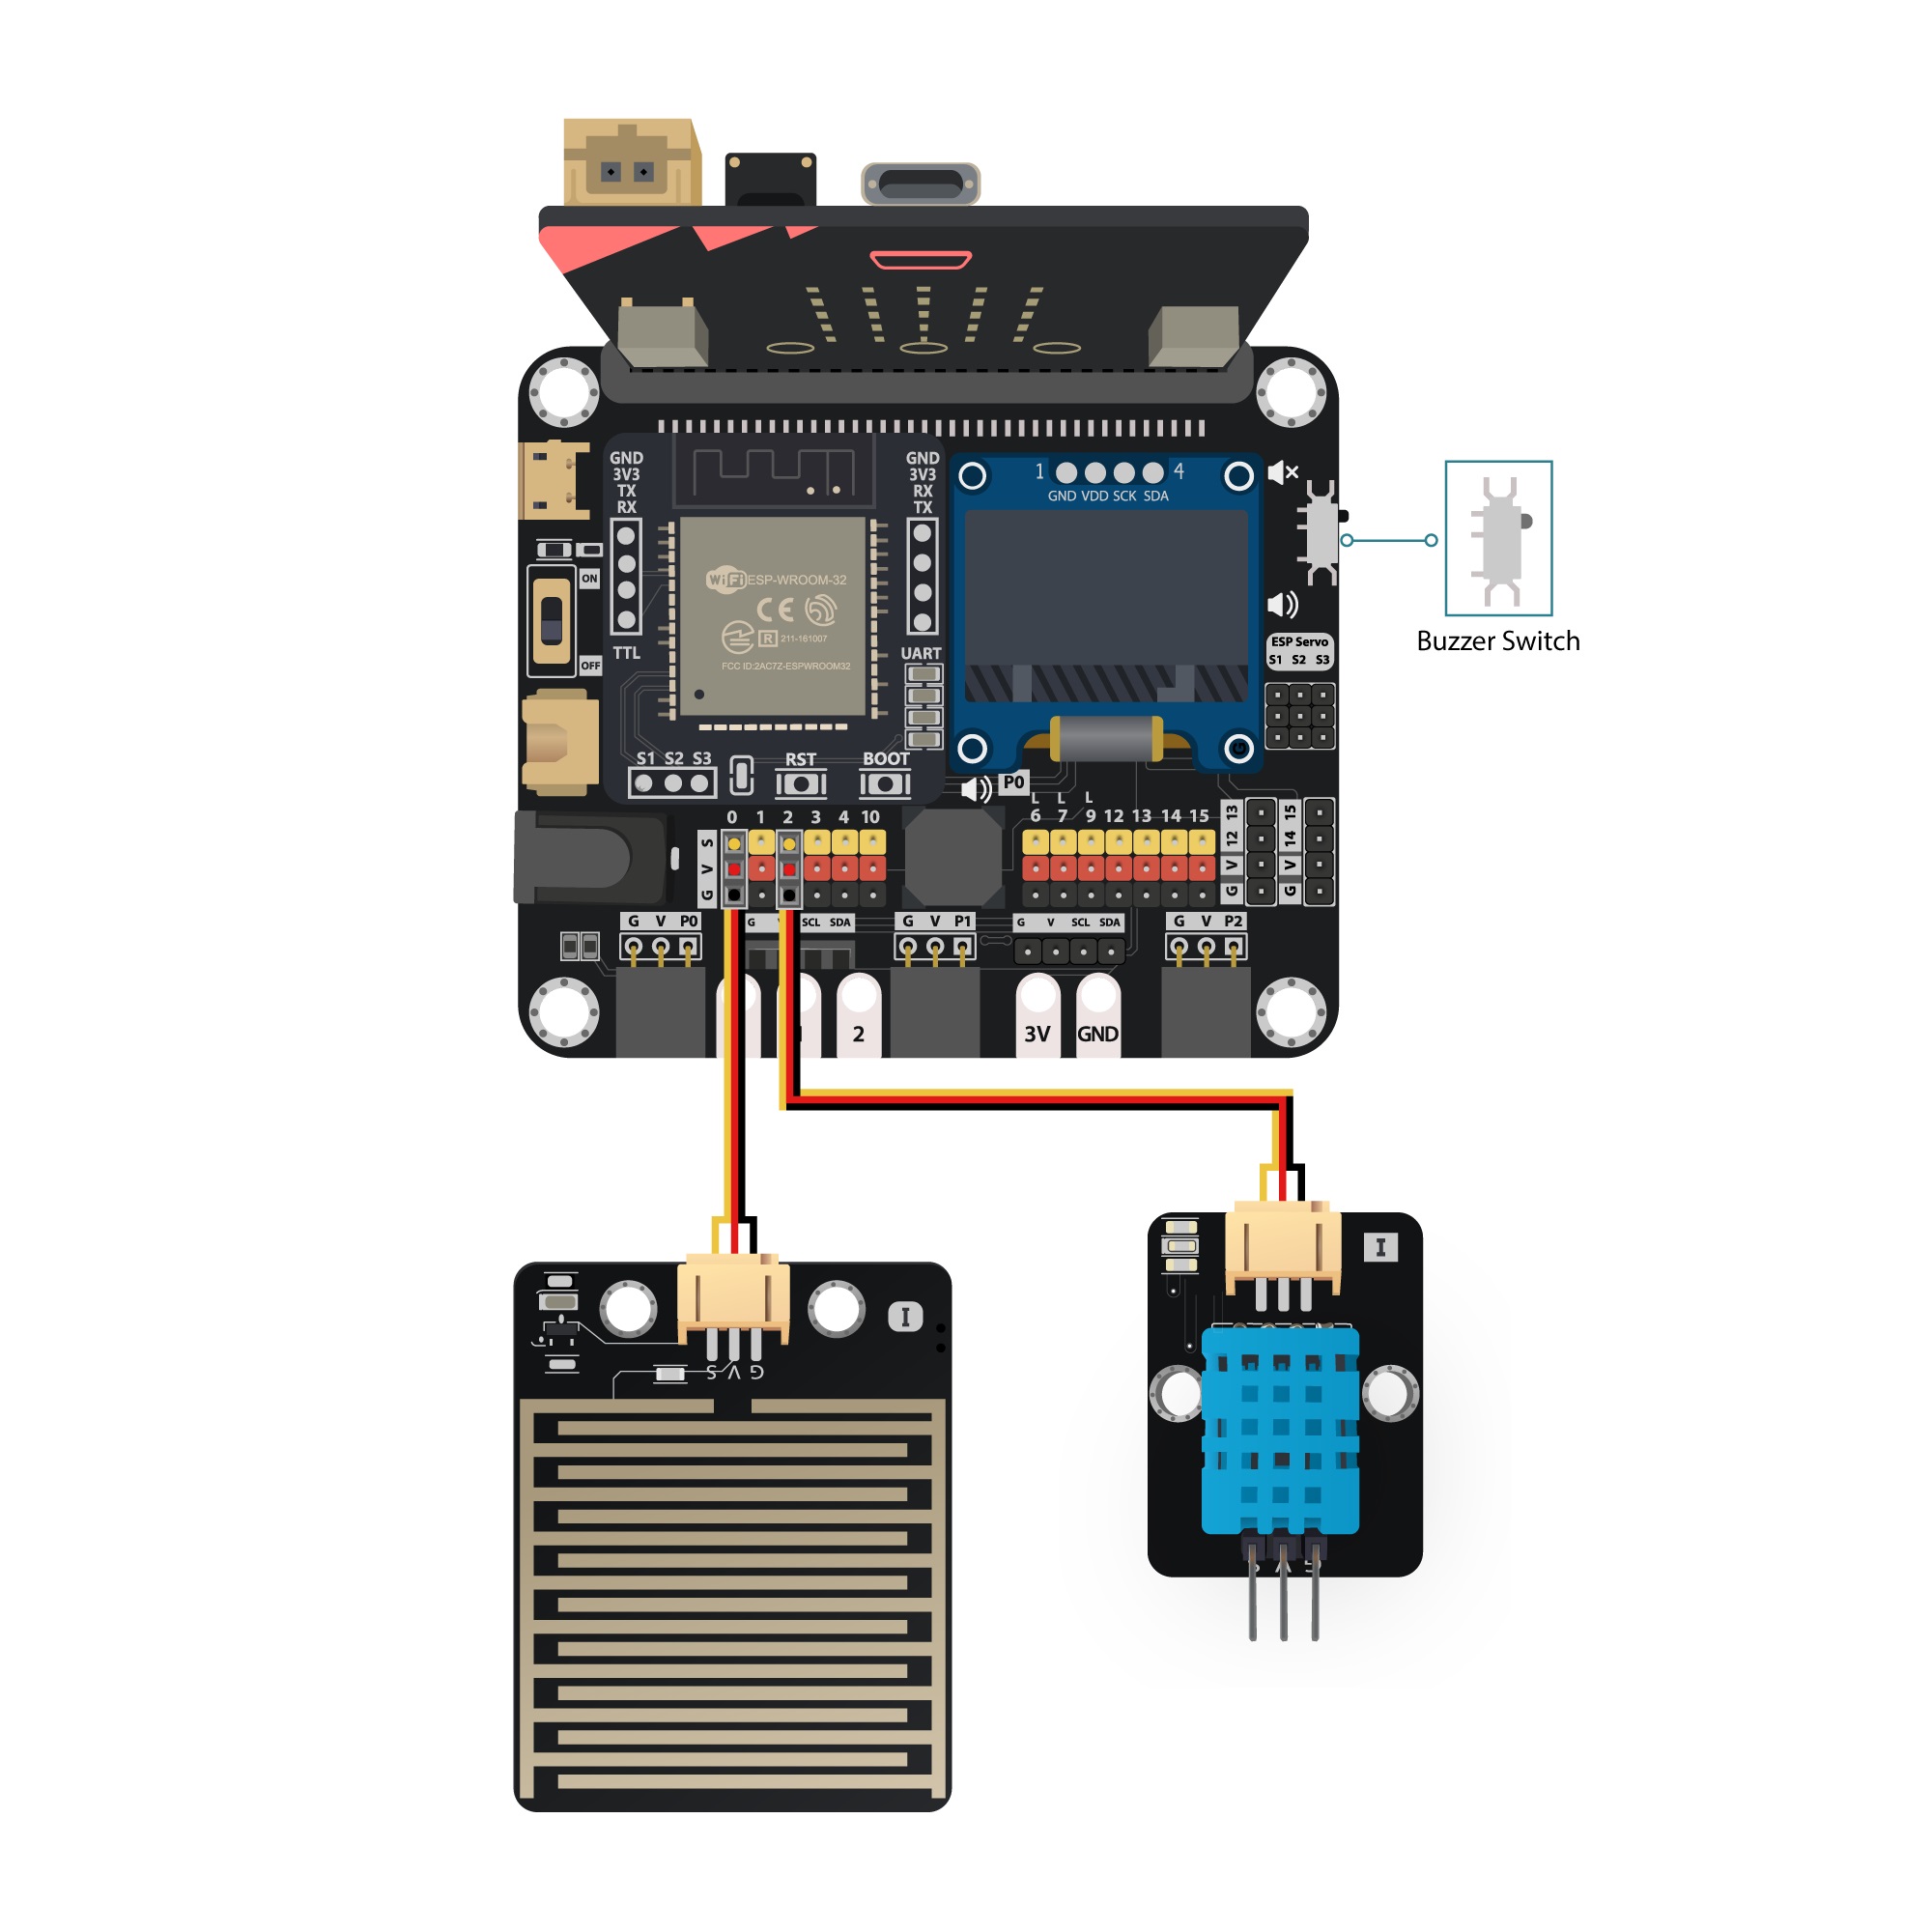 GND
3V3
TX
RX
GND
3V3
RX
TX
1 4
GND VDD SCK SDA
ON
OFF
WiFi ESP-WROOM-32
CE
R 211-161007
FCC ID:2AC7Z-ESPWROOM32
TTL
UART
Buzzer Switch
ESP Servo
S1 S2 S3
S1 S2 S3
RST
BOOT
P0
L L L
0 1 2 3 4 10
6 7 9 12 13 14 15
S
V
G
13
12
V
G
15
14
V
G
G V P0
G SCL SDA
G V P1
G V SCL SDA
G V P2
2
3V
GND
I
I
S V G